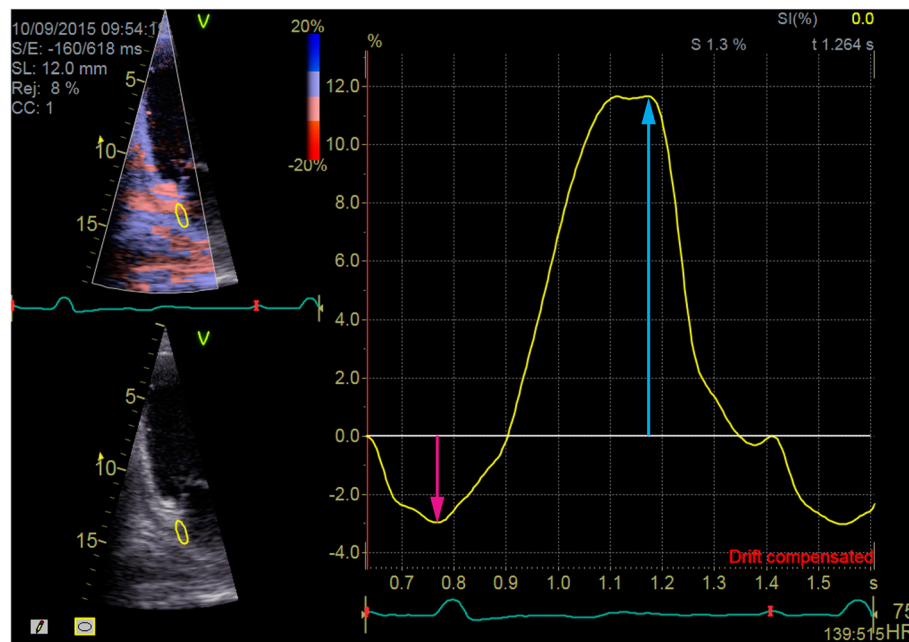 10/09/2015 09:54:1
S/E: -160/618 ms
SL: 12.0 mm
Rej: 8 %
CC: 1
V
20%
-20%
5
10
15
V
5
10
15
SI(%) 0.0
S 1.3 % t 1.264 s
%
12.0
10.0
8.0
6.0
4.0
2.0
0.0
-2.0
-4.0
Drift compensated
0.7 0.8 0.9 1.0 1.1 1.2 1.3 1.4 1.5 s
75
139:515HR